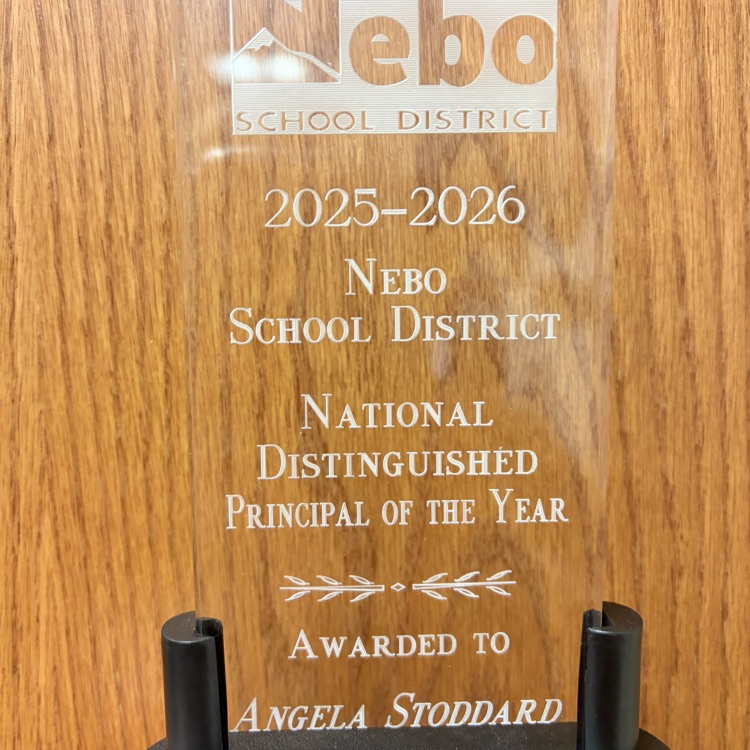 Nebo
SCHOOL DISTRICT
2025–2026
NEBO
SCHOOL DISTRICT
NATIONAL
DISTINGUISHED
PRINCIPAL OF THE YEAR
AWARDED TO
ANGELA STODDARD